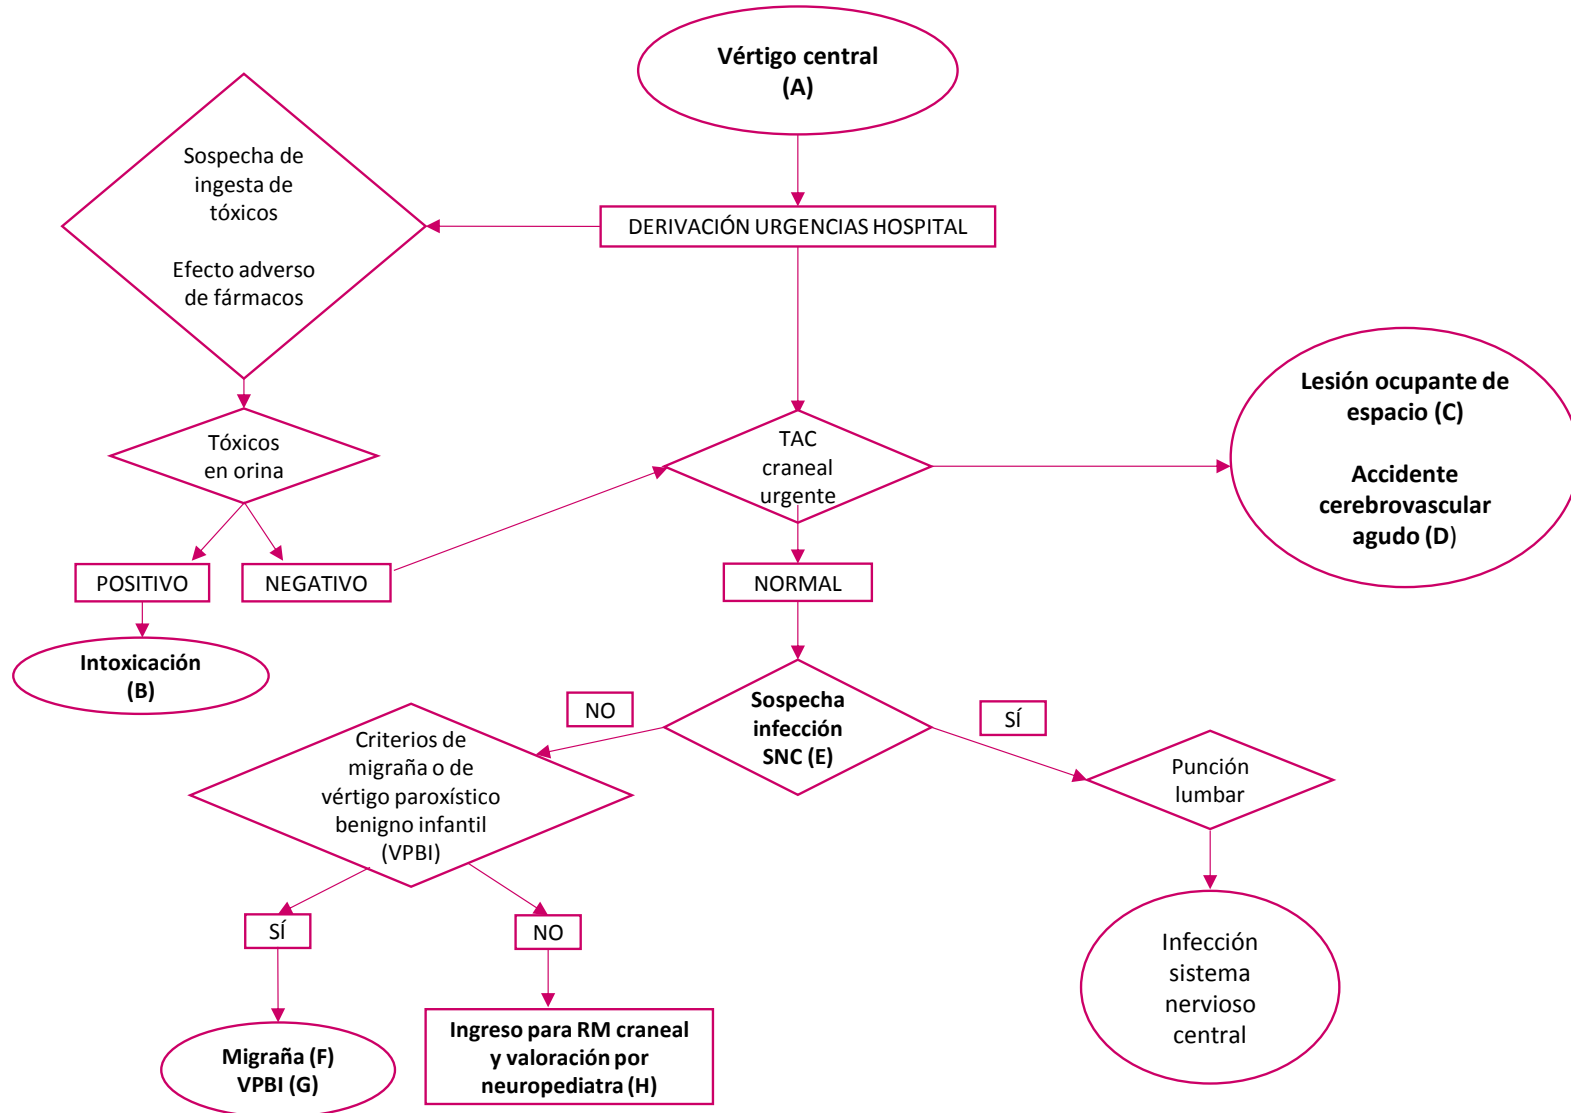 Vértigo central
(A)
Sospecha de
ingesta de
tóxicos
Efecto adverso
de fármacos
DERIVACIÓN URGENCIAS HOSPITAL
Lesión ocupante de
espacio (C)
Accidente
cerebrovascular
agudo (D)
Tóxicos
en orina
TAC
craneal
urgente
POSITIVO
NEGATIVO
NORMAL
Intoxicación
(B)
NO
Sospecha
infección
SNC (E)
SÍ
Criterios de
migraña o de
vértigo paroxístico
benigno infantil
(VPBI)
Punción
lumbar
SÍ
NO
Infección
sistema
nervioso
central
Migraña (F)
VPBI (G)
Ingreso para RM craneal
y valoración por
neuropediatra (H)